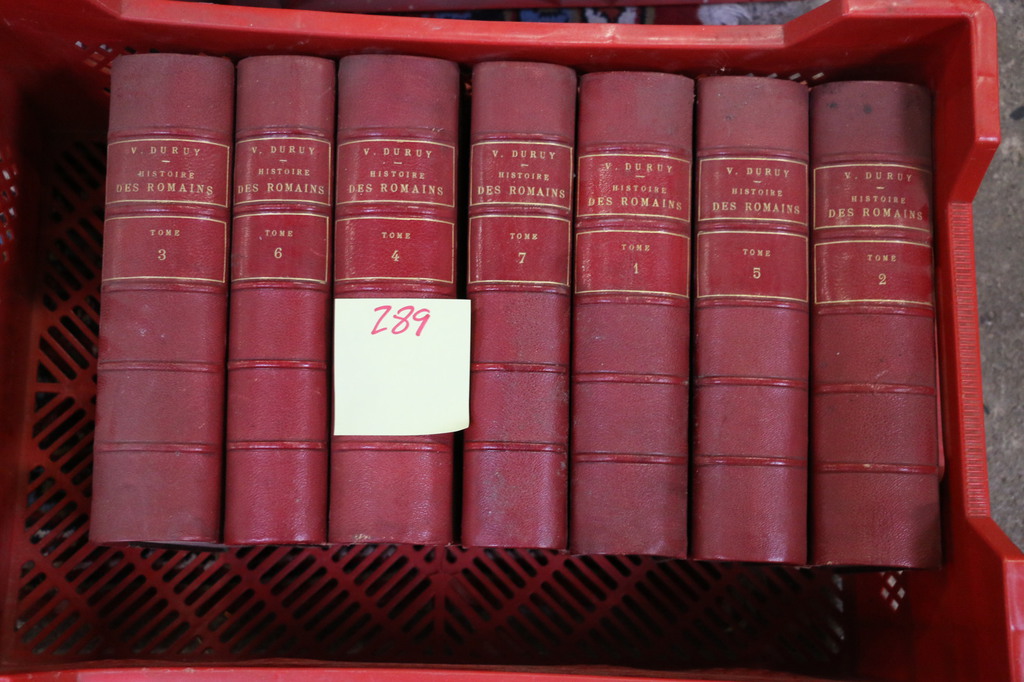 V. DURUY
HISTOIRE
DES ROMAINS
TOME
3
V. DURUY
HISTOIRE
DES ROMAINS
TOME
6
V. DURUY
HISTOIRE
DES ROMAINS
TOME
4
289
V. DURUY
HISTOIRE
DES ROMAINS
TOME
7
V. DURUY
HISTOIRE
DES ROMAINS
TOME
1
V. DURUY
HISTOIRE
DES ROMAINS
TOME
5
V. DURUY
HISTOIRE
DES ROMAINS
TOME
2